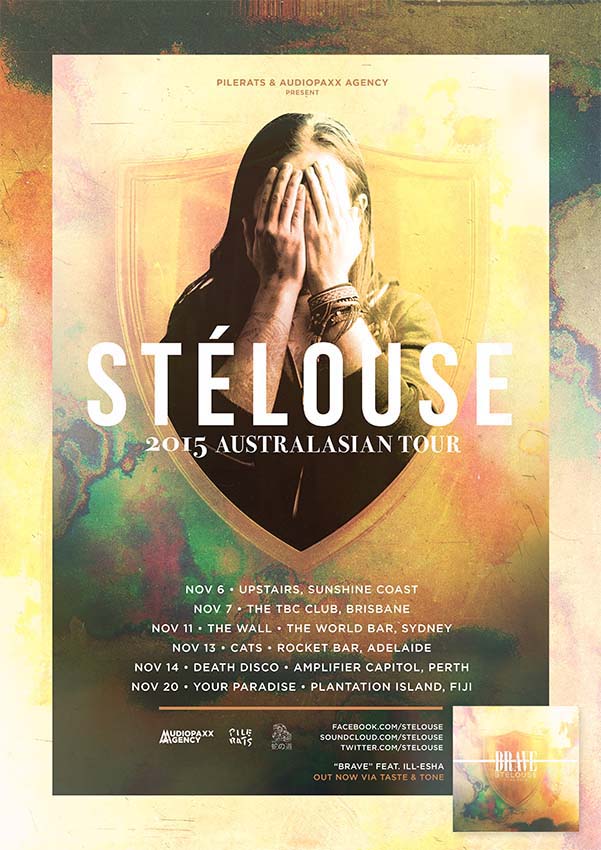 PILERATS & AUDIOPAXX AGENCY
PRESENT
STÉLOUSE
2015 AUSTRALASIAN TOUR
NOV 6 • UPSTAIRS, SUNSHINE COAST
NOV 7 • THE TBC CLUB, BRISBANE
NOV 11 • THE WALL • THE WORLD BAR, SYDNEY
NOV 13 • CATS • ROCKET BAR, ADELAIDE
NOV 14 • DEATH DISCO • AMPLIFIER CAPITOL, PERTH
NOV 20 • YOUR PARADISE • PLANTATION ISLAND, FIJI
AUDIOPAXX
AGENCY
PILE
RATS
蛇の道
FACEBOOK.COM/STELOUSE
SOUNDCLOUD.COM/STELOUSE
TWITTER.COM/STELOUSE
"BRAVE" FEAT. ILL-ESHA
OUT NOW VIA TASTE & TONE
BRAVE
STÉLOUSE